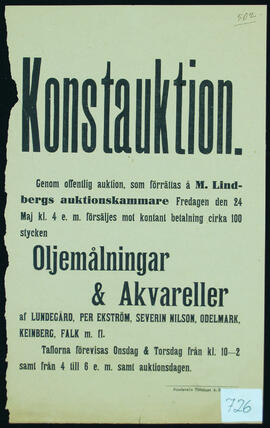 502
Konstauktion.
Genom offentlig auktion, som förrättas å M. Lind-
bergs auktionskammare Fredagen den 24
Maj kl. 4 e. m. försäljes mot kontant betalning cirka 100
stycken
Oljemålningar
& Akvareller
af LUNDEGÅRD, PER EKSTRÖM, SEVERIN NILSON, ODELMARK,
KEINBERG, FALK m. fl.
Taflorna förevisas Onsdag & Torsdag från kl. 10–2
samt från 4 till 6 e. m. samt auktionsdagen.
726